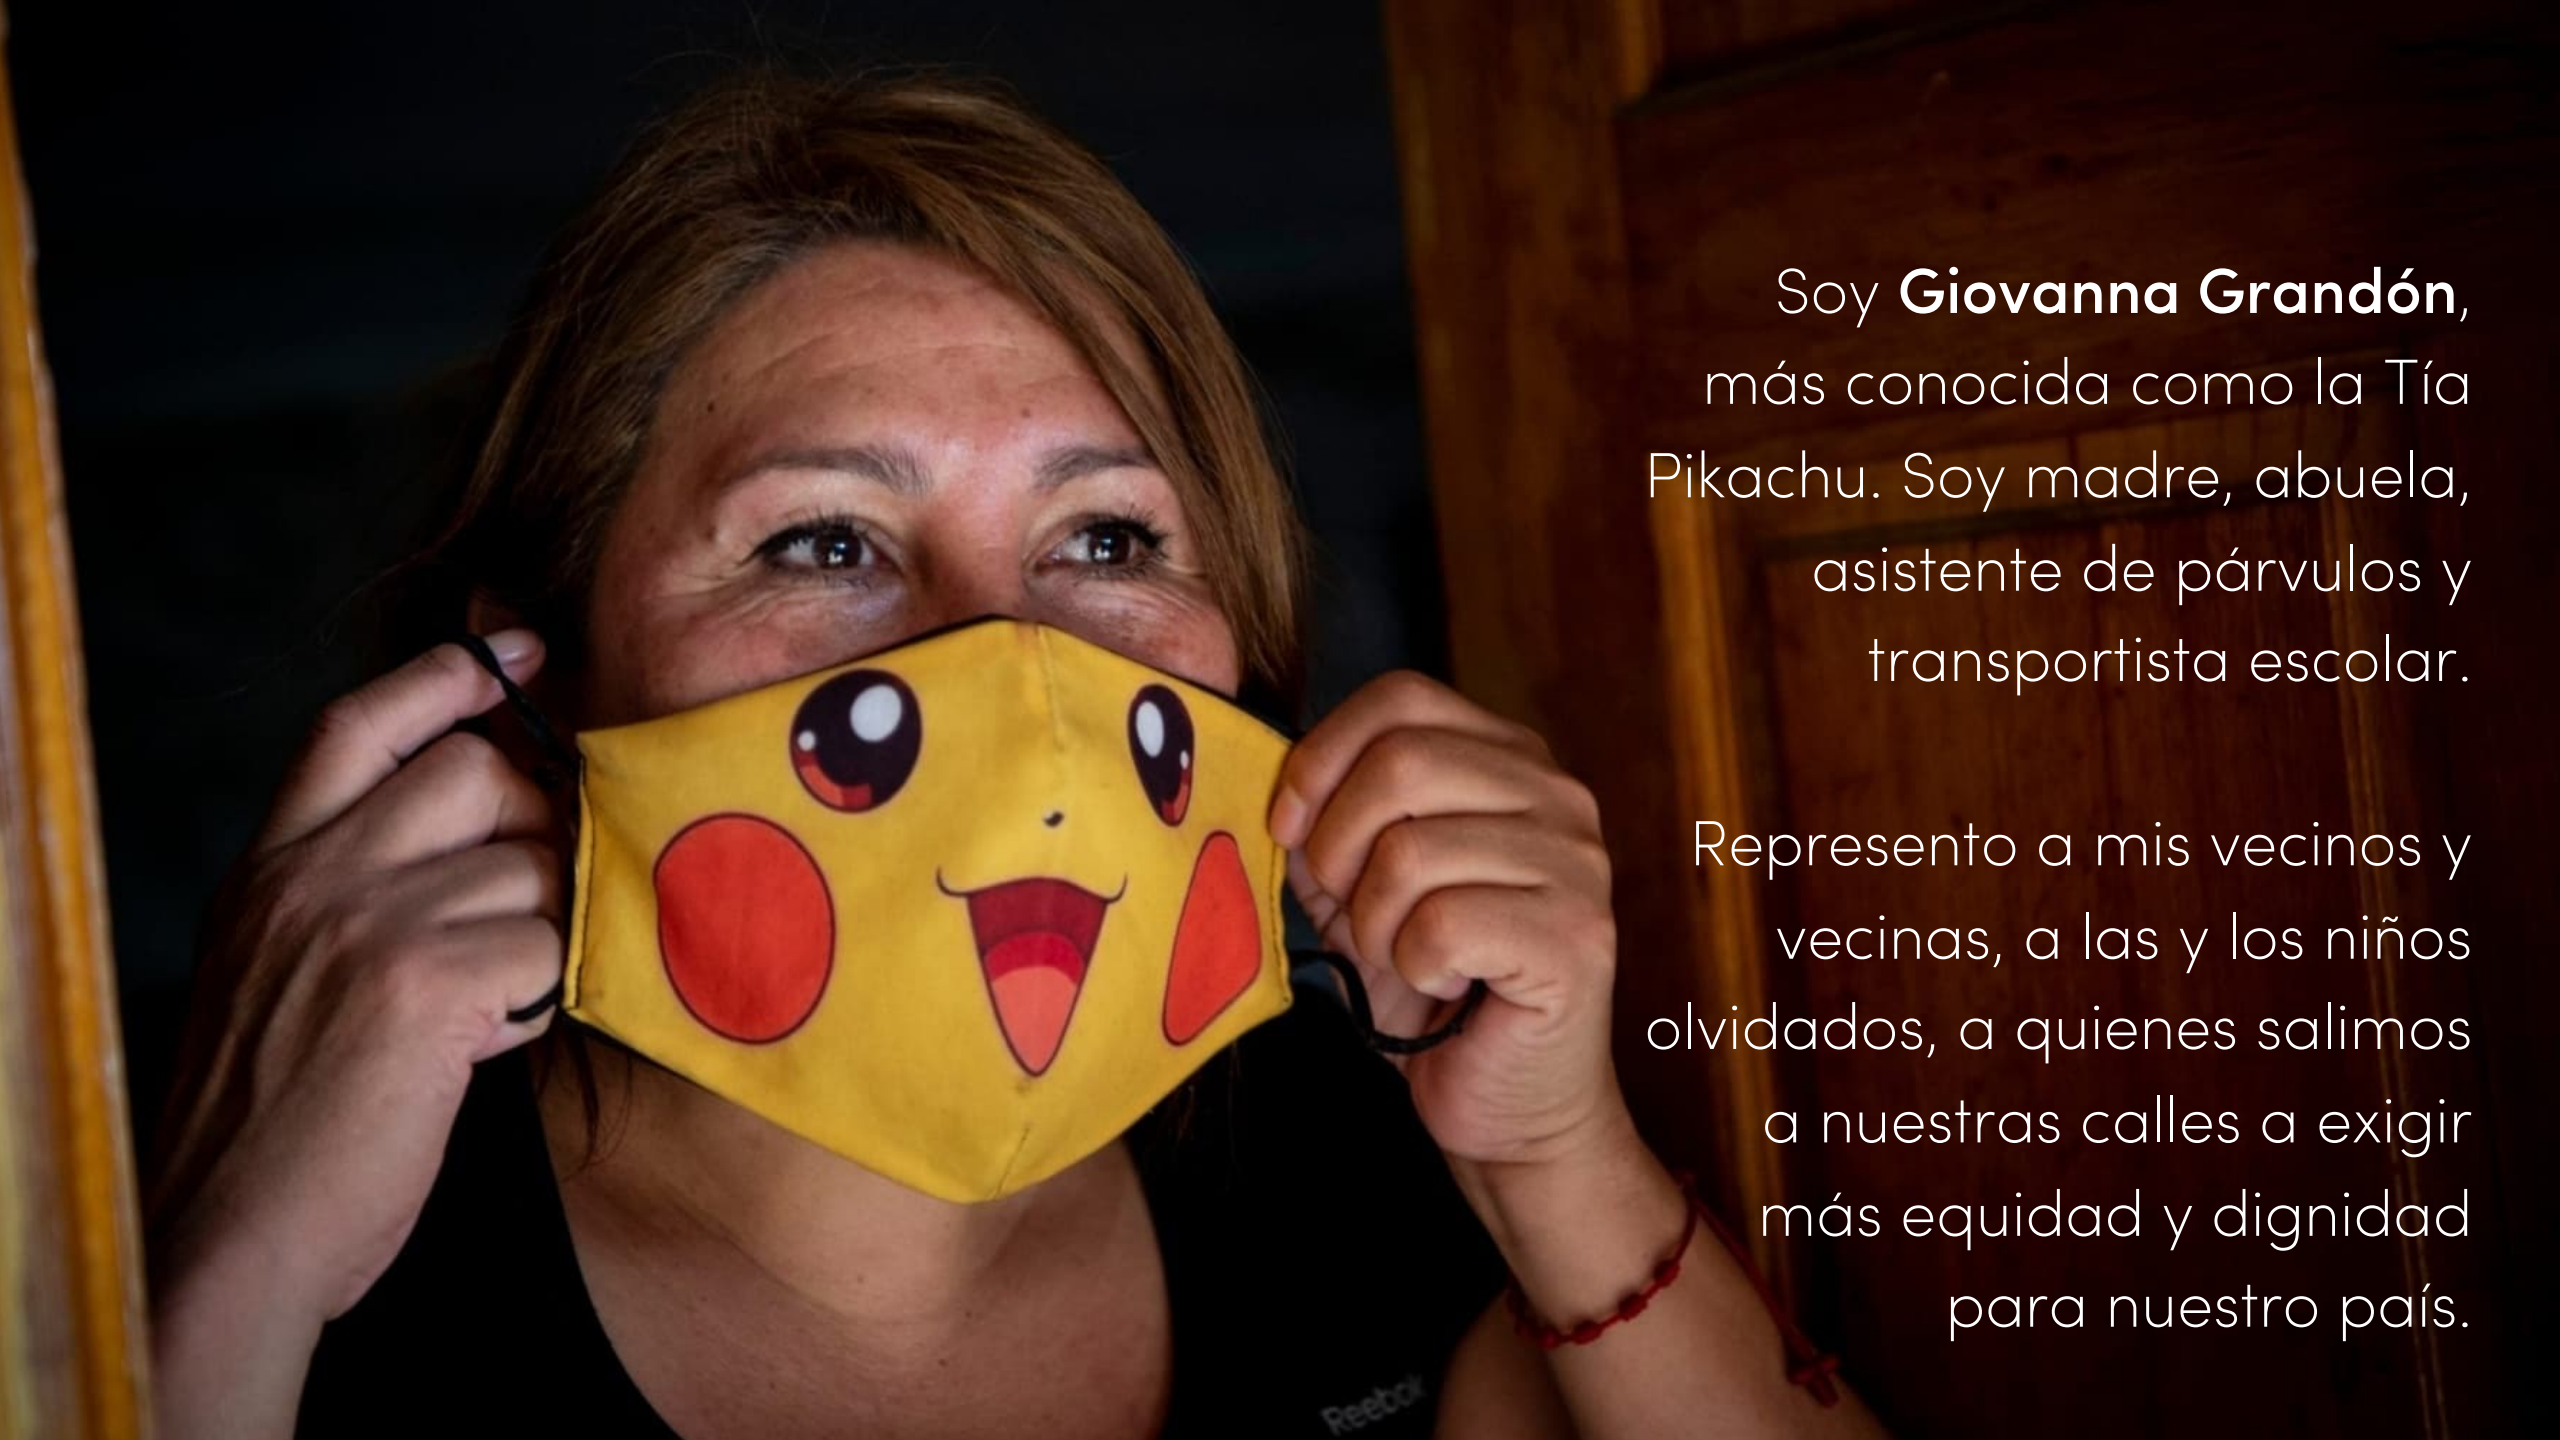 Soy Giovanna Grandón,
más conocida como la Tía
Pikachu. Soy madre, abuela,
asistente de párvulos y
transportista escolar.
Represento a mis vecinos y
vecinas, a las y los niños
olvidados, a quienes salimos
a nuestras calles a exigir
más equidad y dignidad
para nuestro país.
Reebok